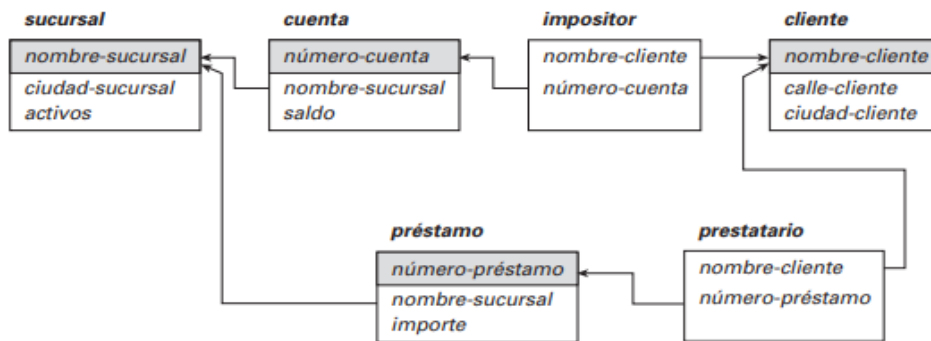 sucursal
nombre-sucursal
ciudad-sucursal
activos
cuenta
número-cuenta
nombre-sucursal
saldo
impositor
nombre-cliente
número-cuenta
cliente
nombre-cliente
calle-cliente
ciudad-cliente
préstamo
número-préstamo
nombre-sucursal
importe
prestatario
nombre-cliente
número-préstamo